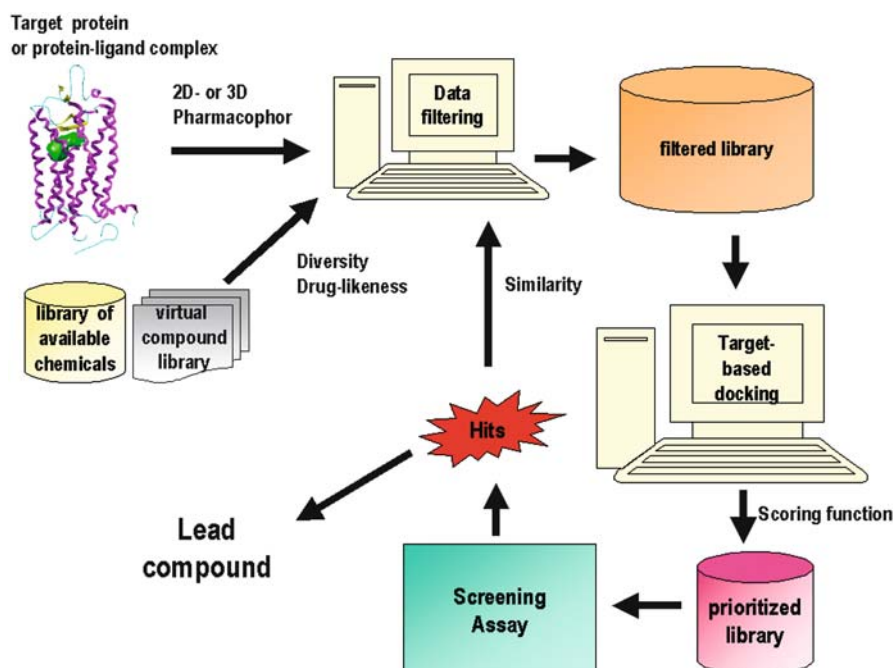 Target protein
or protein-ligand complex
2D- or 3D
Pharmacophor
Data
filtering
filtered library
library of
available
chemicals
virtual
compound
library
Diversity
Drug-likeness
Similarity
Target-
based
docking
Hits
Scoring function
Lead
compound
Screening
Assay
prioritized
library